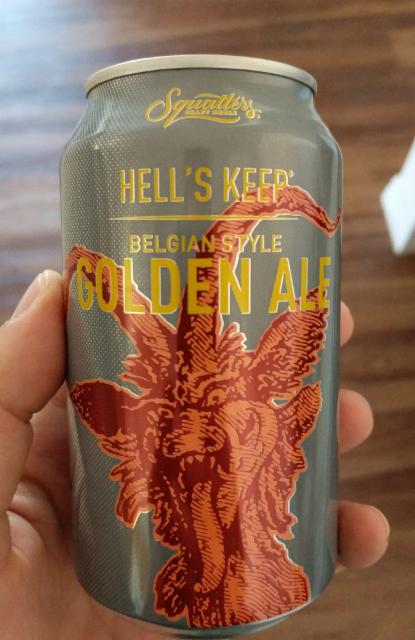 Squatters
CRAFT BEERS
HELL'S KEEP®
BELGIAN STYLE
GOLDEN ALE